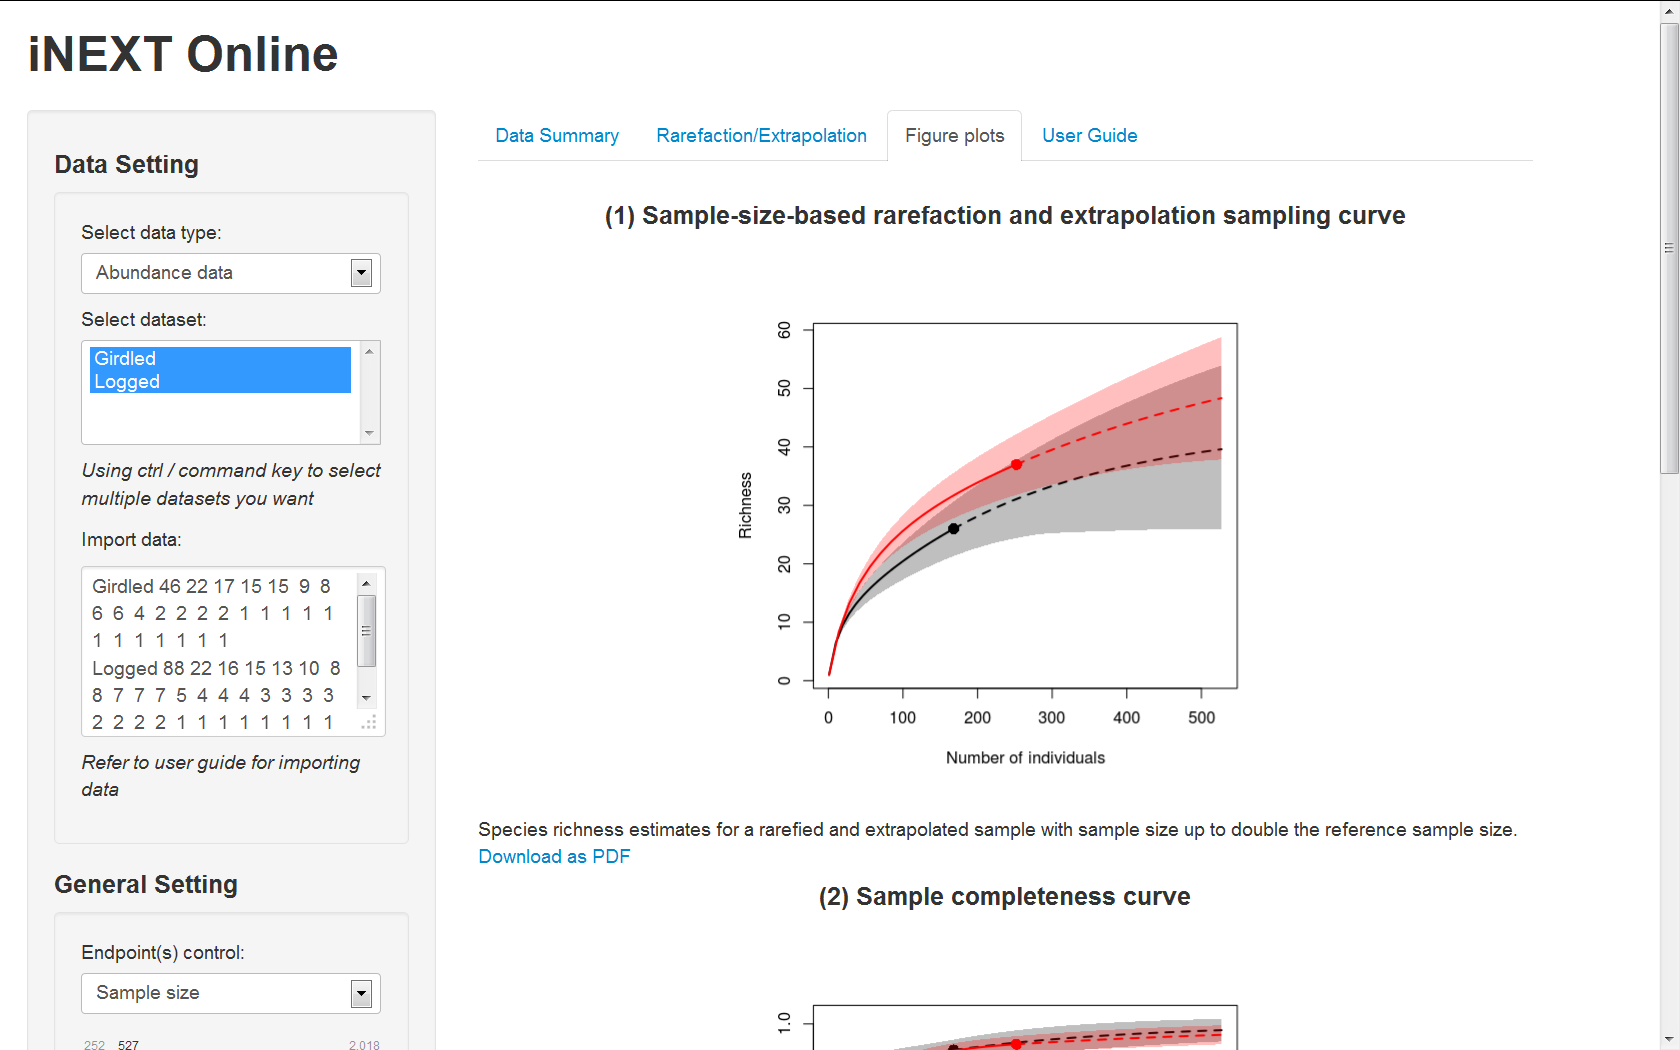 iNEXT Online
Data Setting
Select data type:
Abundance data
Select dataset:
Girdled
Logged
Using ctrl / command key to select
multiple datasets you want
Import data:
Girdled 46 22 17 15 15 9 8
6 6 4 2 2 2 2 1 1 1 1 1
1 1 1 1 1 1 1
Logged 88 22 16 15 13 10 8
8 7 7 7 5 4 4 4 3 3 3 3
2 2 2 2 1 1 1 1 1 1 1 1
Refer to user guide for importing
data
General Setting
Endpoint(s) control:
Sample size
252 527 2,018
Data Summary Rarefaction/Extrapolation Figure plots User Guide
(1) Sample-size-based rarefaction and extrapolation sampling curve
60
50
40
30
20
10
0
Richness
0 100 200 300 400 500
Number of individuals
Species richness estimates for a rarefied and extrapolated sample with sample size up to double the reference sample size.
Download as PDF
(2) Sample completeness curve
1.0